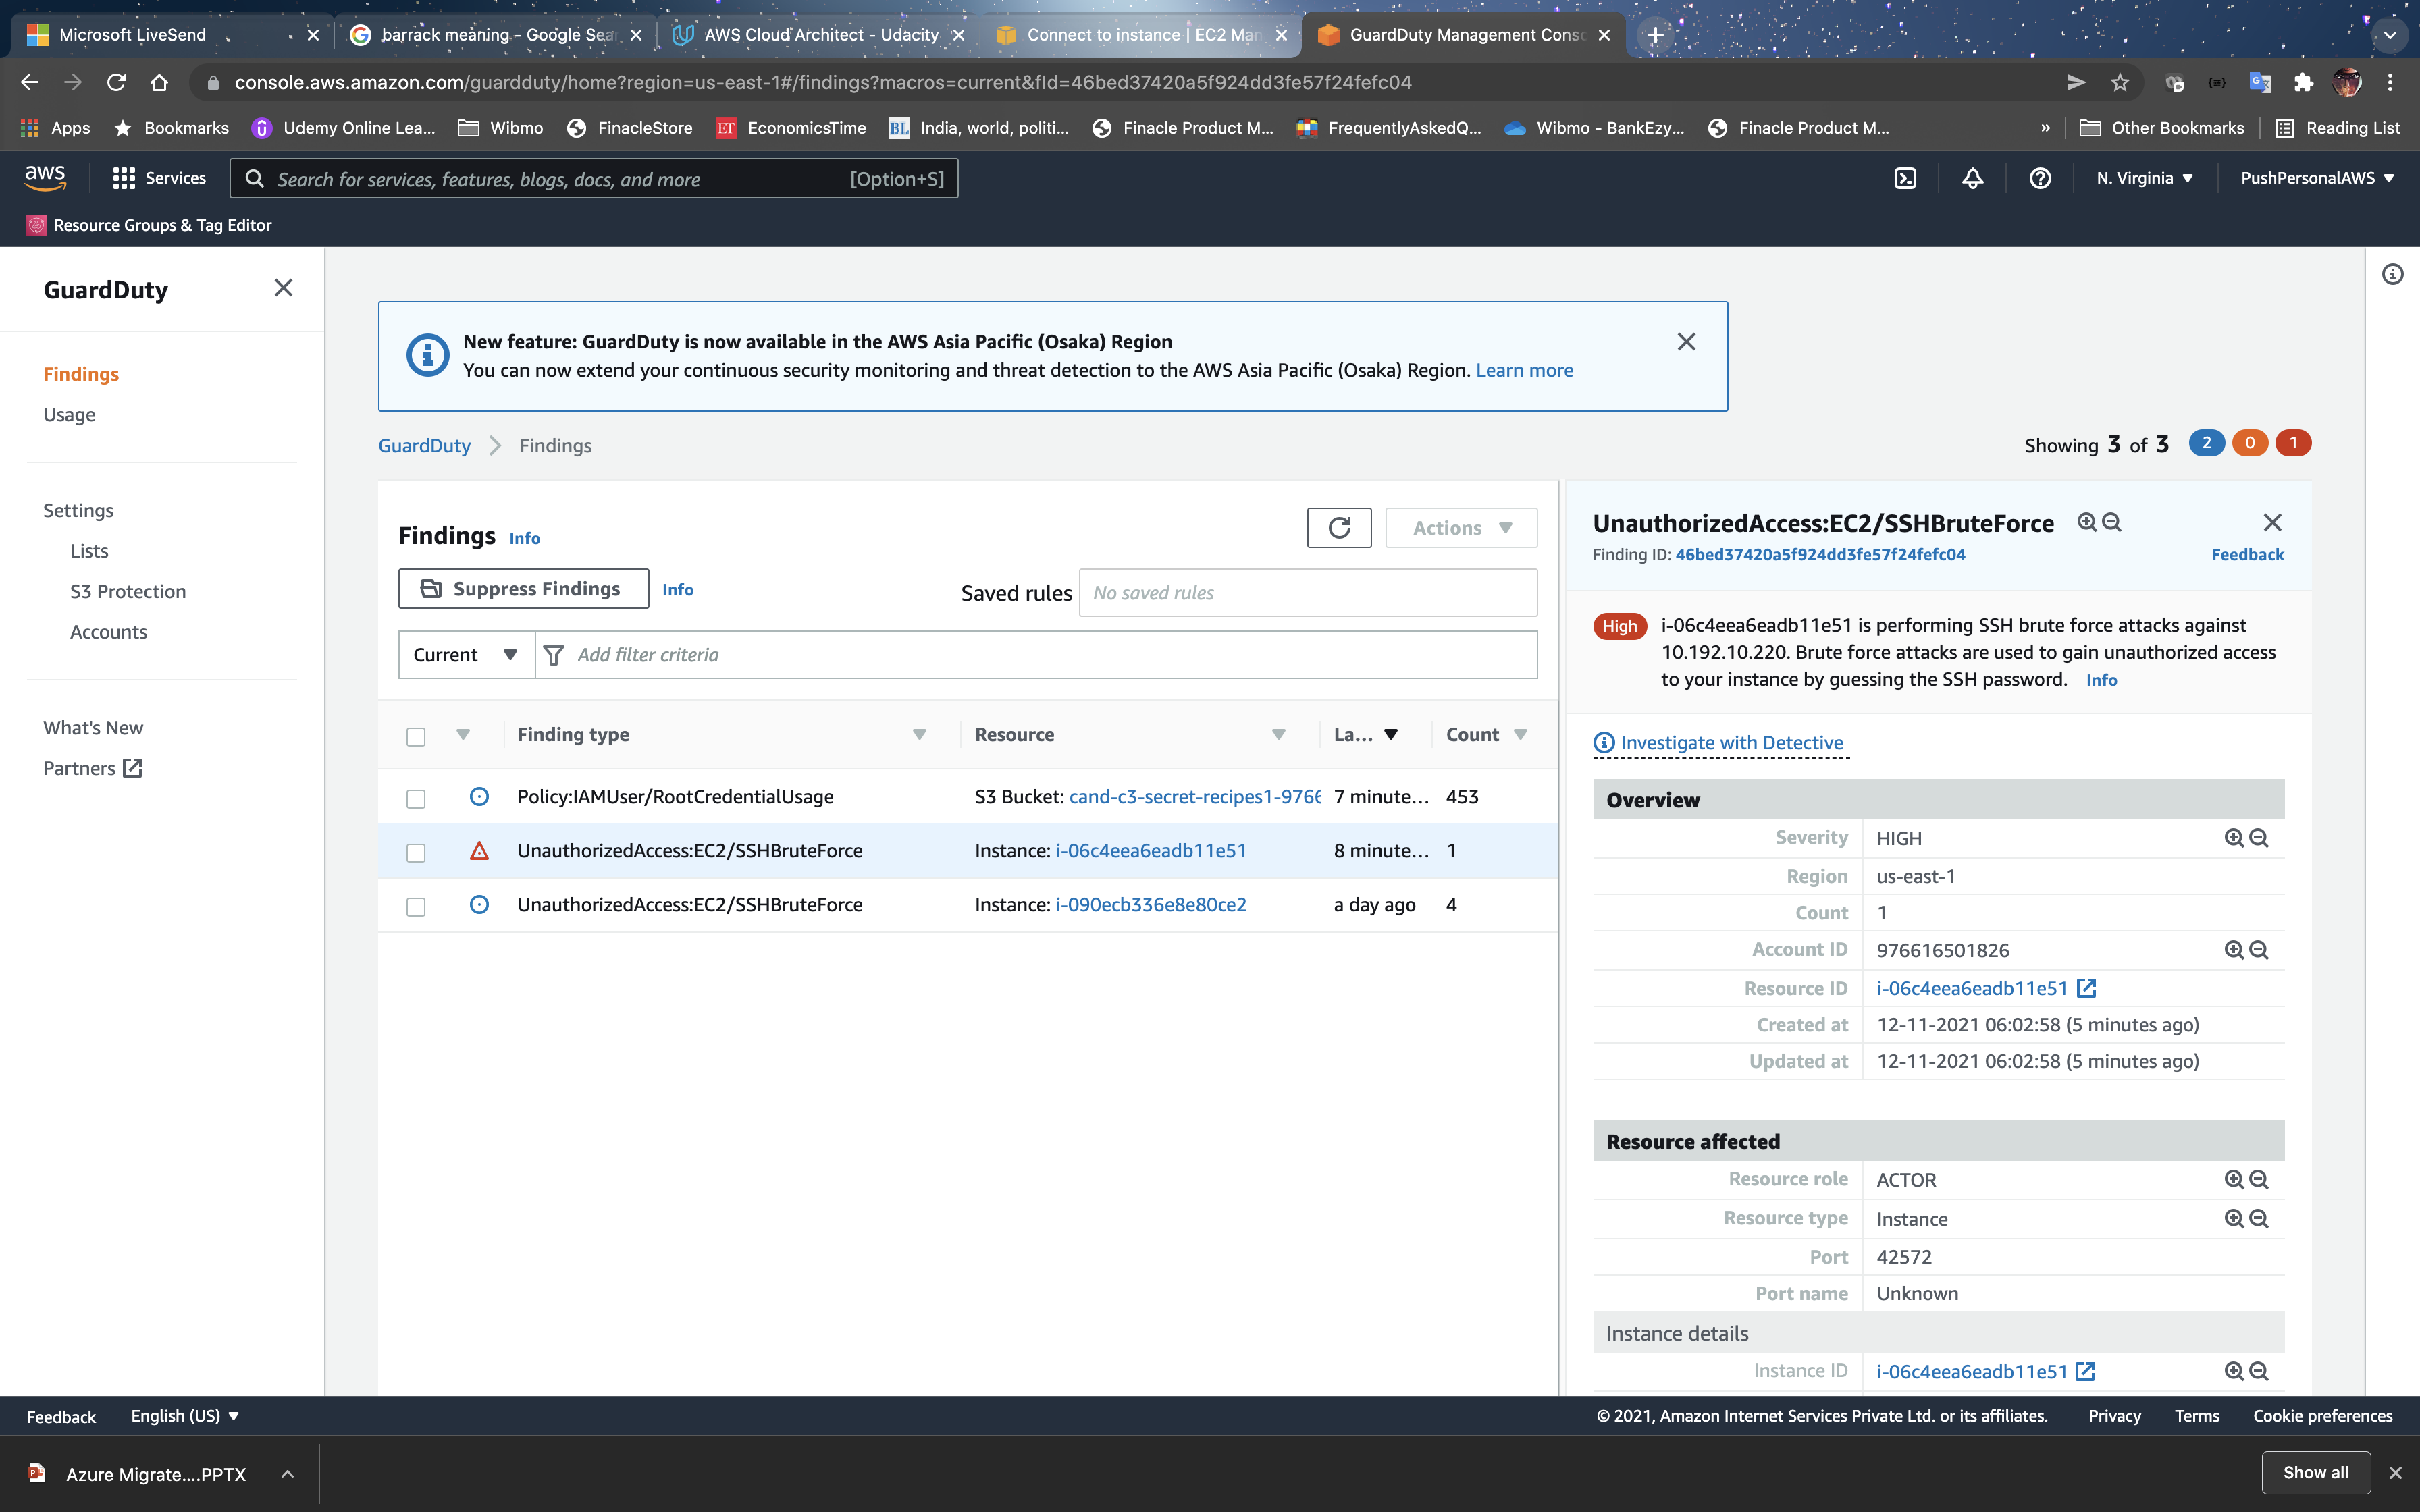 Microsoft LiveSend
barrack meaning - Google Sear
AWS Cloud Architect - Udacity
Connect to instance | EC2 Man
GuardDuty Management Conso
console.aws.amazon.com/guardduty/home?region=us-east-1#/findings?macros=current&fId=46bed37420a5f924dd3fe57f24fefc04
Apps
Bookmarks
Udemy Online Lea...
Wibmo
FinacleStore
ET EconomicsTime
BL India, world, politi...
Finacle Product M...
FrequentlyAskedQ...
Wibmo - BankEzy...
Finacle Product M...
»
Other Bookmarks
Reading List
aws
Services
Search for services, features, blogs, docs, and more
[Option+S]
N. Virginia
PushPersonalAWS
Resource Groups & Tag Editor
GuardDuty
Findings
Usage
Settings
Lists
S3 Protection
Accounts
What's New
Partners
New feature: GuardDuty is now available in the AWS Asia Pacific (Osaka) Region
You can now extend your continuous security monitoring and threat detection to the AWS Asia Pacific (Osaka) Region. Learn more
GuardDuty > Findings
Showing 3 of 3 2 0 1
Findings Info
Actions
Suppress Findings Info
Saved rules No saved rules
Current Add filter criteria
Finding type Resource La... Count
Policy:IAMUser/RootCredentialUsage S3 Bucket: cand-c3-secret-recipes1-9766 7 minute... 453
UnauthorizedAccess:EC2/SSHBruteForce Instance: i-06c4eea6eadb11e51 8 minute... 1
UnauthorizedAccess:EC2/SSHBruteForce Instance: i-090ecb336e8e80ce2 a day ago 4
UnauthorizedAccess:EC2/SSHBruteForce
Finding ID: 46bed37420a5f924dd3fe57f24fefc04 Feedback
High i-06c4eea6eadb11e51 is performing SSH brute force attacks against
10.192.10.220. Brute force attacks are used to gain unauthorized access
to your instance by guessing the SSH password. Info
Investigate with Detective
Overview
Severity HIGH
Region us-east-1
Count 1
Account ID 976616501826
Resource ID i-06c4eea6eadb11e51
Created at 12-11-2021 06:02:58 (5 minutes ago)
Updated at 12-11-2021 06:02:58 (5 minutes ago)
Resource affected
Resource role ACTOR
Resource type Instance
Port 42572
Port name Unknown
Instance details
Instance ID i-06c4eea6eadb11e51
Feedback English (US)
© 2021, Amazon Internet Services Private Ltd. or its affiliates. Privacy Terms Cookie preferences
Azure Migrate....PPTX
Show all